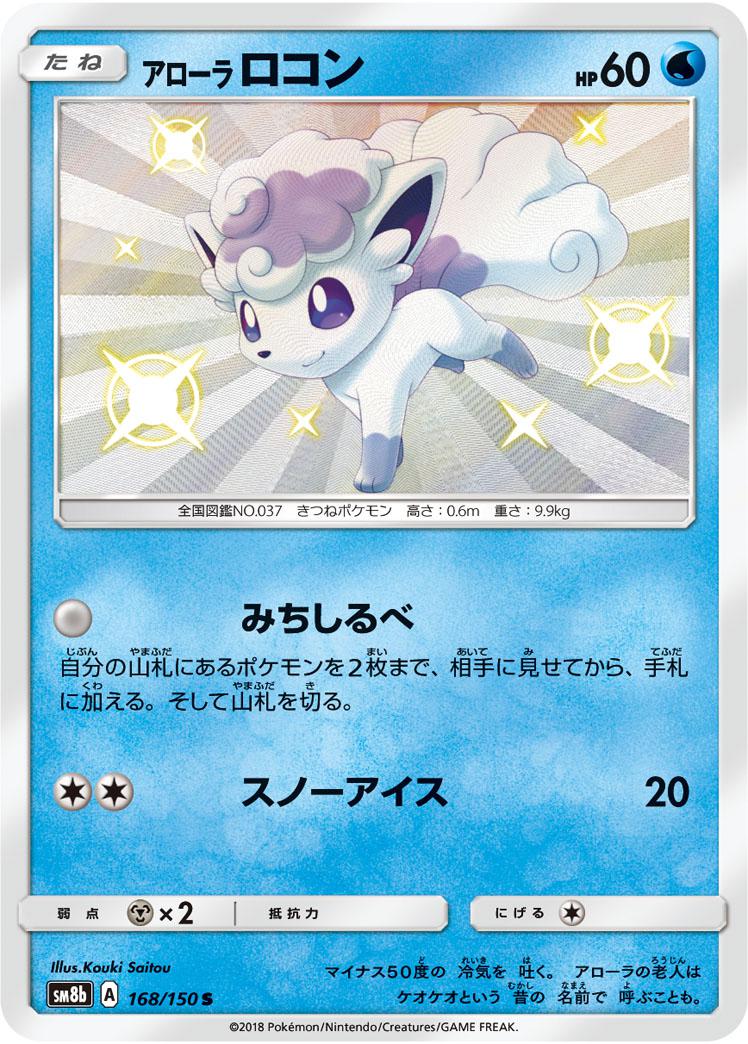 たね
アローラ ロコン HP60
全国図鑑NO.037 きつねポケモン 高さ：0.6m 重さ：9.9kg
みちしるべ
自分の山札にあるポケモンを２枚まで、相手に見せてから、手札
に加える。そして山札を切る。
スノーアイス 20
弱点 ×2 抵抗力 にげる
Illus.Kouki Saitou
マイナス50度の 冷気を 吐く。 アローラの老人は
ケオケオという 昔の 名前で 呼ぶことも。
SM8b A 168/150 S
©2018 Pokémon/Nintendo/Creatures/GAME FREAK.